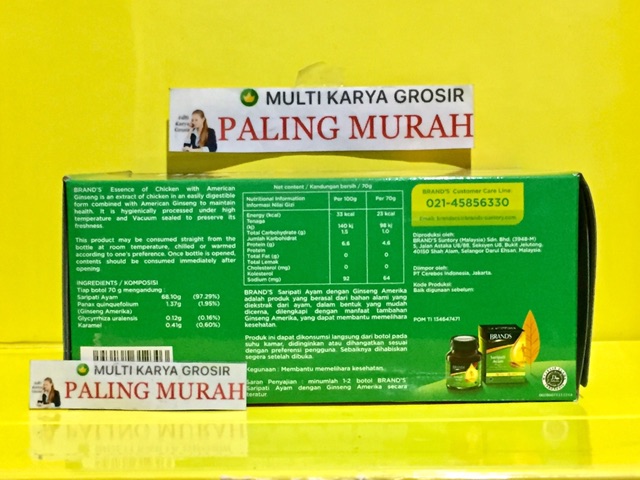 MULTI KARYA GROSIR
PALING MURAH
BRAND'S Essence of Chicken with American
Ginseng is an extract of chicken in an easily digestible
form combined with American Ginseng to maintain
health. It is hygienically processed under high
temperature and Vacuum sealed to preserve its
freshness.
This product may be consumed straight from the
bottle at room temperature, chilled or warmed
according to one's preference. Once bottle is opened,
contents should be consumed immediately after
opening.
INGREDIENTS / KOMPOSISI
Tiap botol 70 g mengandung :
Saripati Ayam 68.10g (97.29%)
Panax quinquefolium 1.37g (1.95%)
(Ginseng Amerika)
Glycyrrhiza uralensis 0.12g (0.16%)
Karamel 0.41g (0.60%)
Net content / Kandungan bersih / 70g
Nutritional Information Per 100g Per 70g
Informasi Nilai Gizi
Energy (kcal) 33 kcal 23 kcal
Tenaga
(kj) 140 kj 98 kj
Total Carbohydrate (g) 1.5 1.0
Jumlah Karbohidrat
Protein (g) 6.6 4.6
Protein
Total Fat (g) 0 0
Total Lemak
Cholesterol (mg) 0 0
Kolesterol
Sodium (mg) 92 64
BRAND'S Saripati Ayam dengan Ginseng Amerika
adalah produk yang berasal dari bahan alami yang
diekstrak dari ayam, dalam bentuk yang mudah
dicerna, dilengkapi dengan manfaat tambahan
Ginseng Amerika, yang dapat membantu memelihara
kesehatan.
Produk ini dapat dikonsumsi langsung dari botol pada
suhu kamar, didinginkan atau dihangatkan sesuai
dengan preferensi pengguna. Sebaiknya dihabiskan
segera setelah dibuka.
Kegunaan : Membantu memelihara kesehatan.
Saran Penyajian : minumlah 1-2 botol BRAND'S
Saripati Ayam dengan Ginseng Amerika secara
teratur.
BRAND'S Customer Care Line
021-45856330
Diproduksi oleh:
BRAND'S Suntory (Malaysia) Sdn. Bhd. (3948-M)
40150 Shah Alam, Selangor Darul Ehsan, Malaysia.
Diimpor oleh:
PT Cerebos Indonesia, Jakarta.
Kode Produksi:
Baik digunakan sebelum:
POM TI 134647471
BRAND'S
MULTI KARYA GROSIR
PALING MURAH